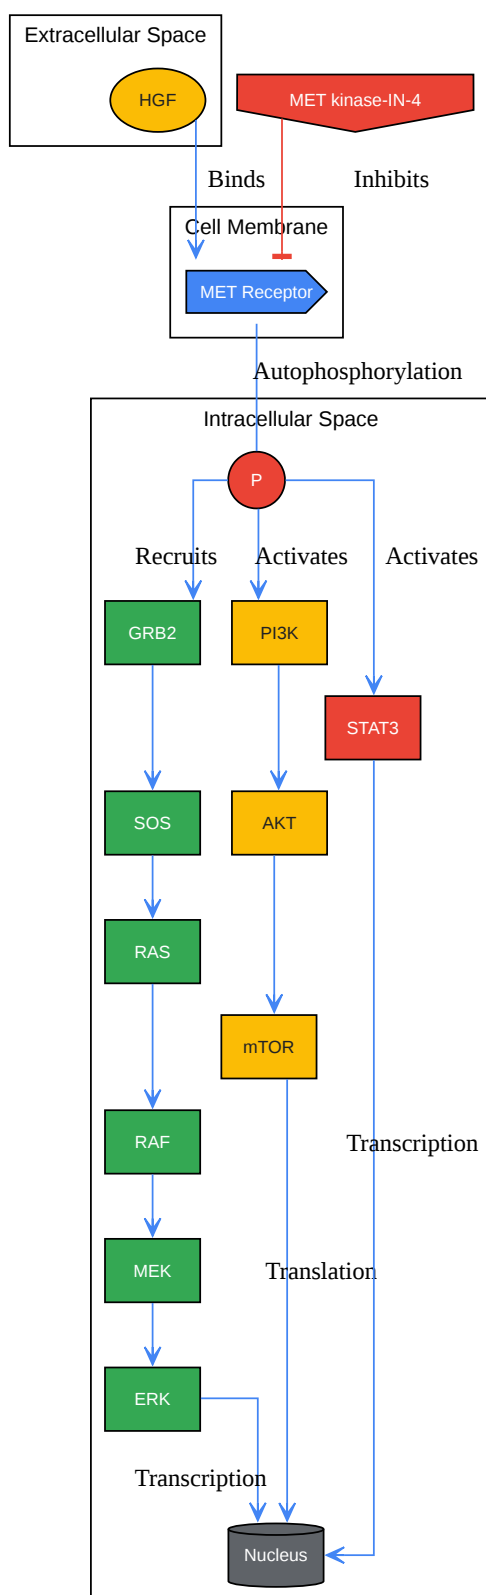 Extracellular Space
HGF
MET kinase-IN-4
Binds
Inhibits
Cell Membrane
MET Receptor
Autophosphorylation
Intracellular Space
P
Recruits
Activates
Activates
GRB2
PI3K
STAT3
SOS
AKT
RAS
mTOR
RAF
Transcription
MEK
Translation
ERK
Transcription
Nucleus